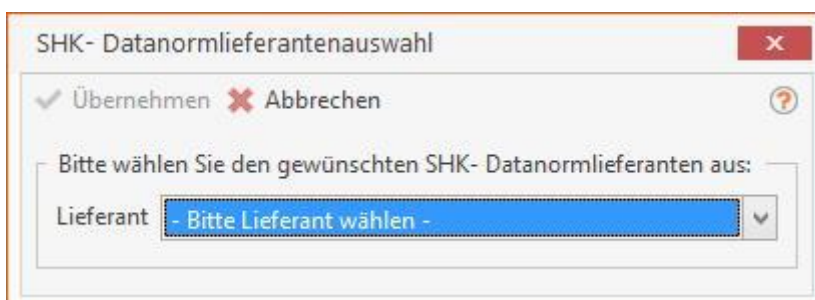 SHK- Datanormlieferantenauswahl
Übernehmen Abbrechen
Bitte wählen Sie den gewünschten SHK- Datanormlieferanten aus:
Lieferant - Bitte Lieferant wählen -